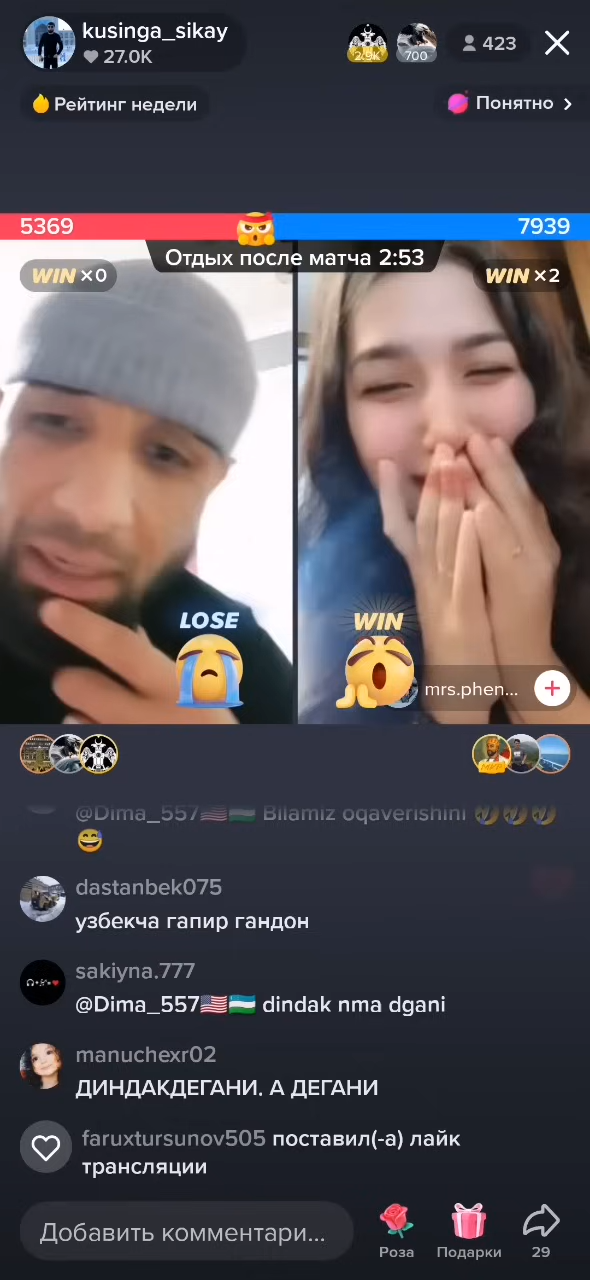 kusinga_sikay
27.0K
2.9K
700
423
Рейтинг недели
Понятно
5369
7939
Отдых после матча 2:53
WIN ×0
WIN ×2
LOSE
WIN
mrs.phen...
@Dima_557🇺🇸🇺🇿 Bilamiz oqaverishini 🤣🤣🤣
😅
dastanbek075
узбекча гапир гандон
sakiyna.777
@Dima_557🇺🇸🇺🇿 dindak nma dgani
manuchexr02
ДИНДАКДЕГАНИ. А ДЕГАНИ
faruxtursunov505 поставил(-а) лайк
трансляции
Добавить комментари...
Роза
Подарки
29